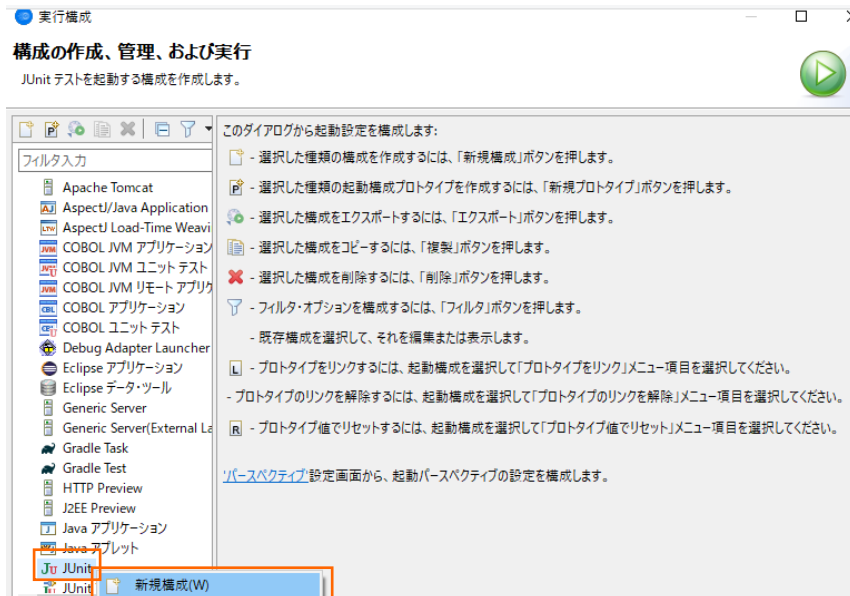 実行構成
構成の作成、管理、および実行
JUnit テストを起動する構成を作成します。
フィルタ入力
Apache Tomcat
AspectJ/Java Application
AspectJ Load-Time Weavi
COBOL JVM アプリケーション
COBOL JVM ユニット テスト
COBOL JVM リモート アプリケ
COBOL アプリケーション
COBOL ユニット テスト
Debug Adapter Launcher
Eclipse アプリケーション
Eclipse データ・ツール
Generic Server
Generic Server(External La
Gradle Task
Gradle Test
HTTP Preview
J2EE Preview
Java アプリケーション
Java アプレット
JUnit
JUnit
新規構成(W)
このダイアログから起動設定を構成します:
- 選択した種類の構成を作成するには、「新規構成」ボタンを押します。
- 選択した種類の起動構成プロトタイプを作成するには、「新規プロトタイプ」ボタンを押します。
- 選択した構成をエクスポートするには、「エクスポート」ボタンを押します。
- 選択した構成をコピーするには、「複製」ボタンを押します。
- 選択した構成を削除するには、「削除」ボタンを押します。
- フィルタ・オプションを構成するには、「フィルタ」ボタンを押します。
- 既存構成を選択して、それを編集または表示します。
- プロトタイプをリンクするには、起動構成を選択して「プロトタイプをリンク」メニュー項目を選択してください。
- プロトタイプのリンクを解除するには、起動構成を選択して「プロトタイプのリンクを解除」メニュー項目を選択してください。
- プロトタイプ値でリセットするには、起動構成を選択して「プロトタイプ値でリセット」メニュー項目を選択してください。
'パースペクティブ'設定画面から、起動パースペクティブの設定を構成します。